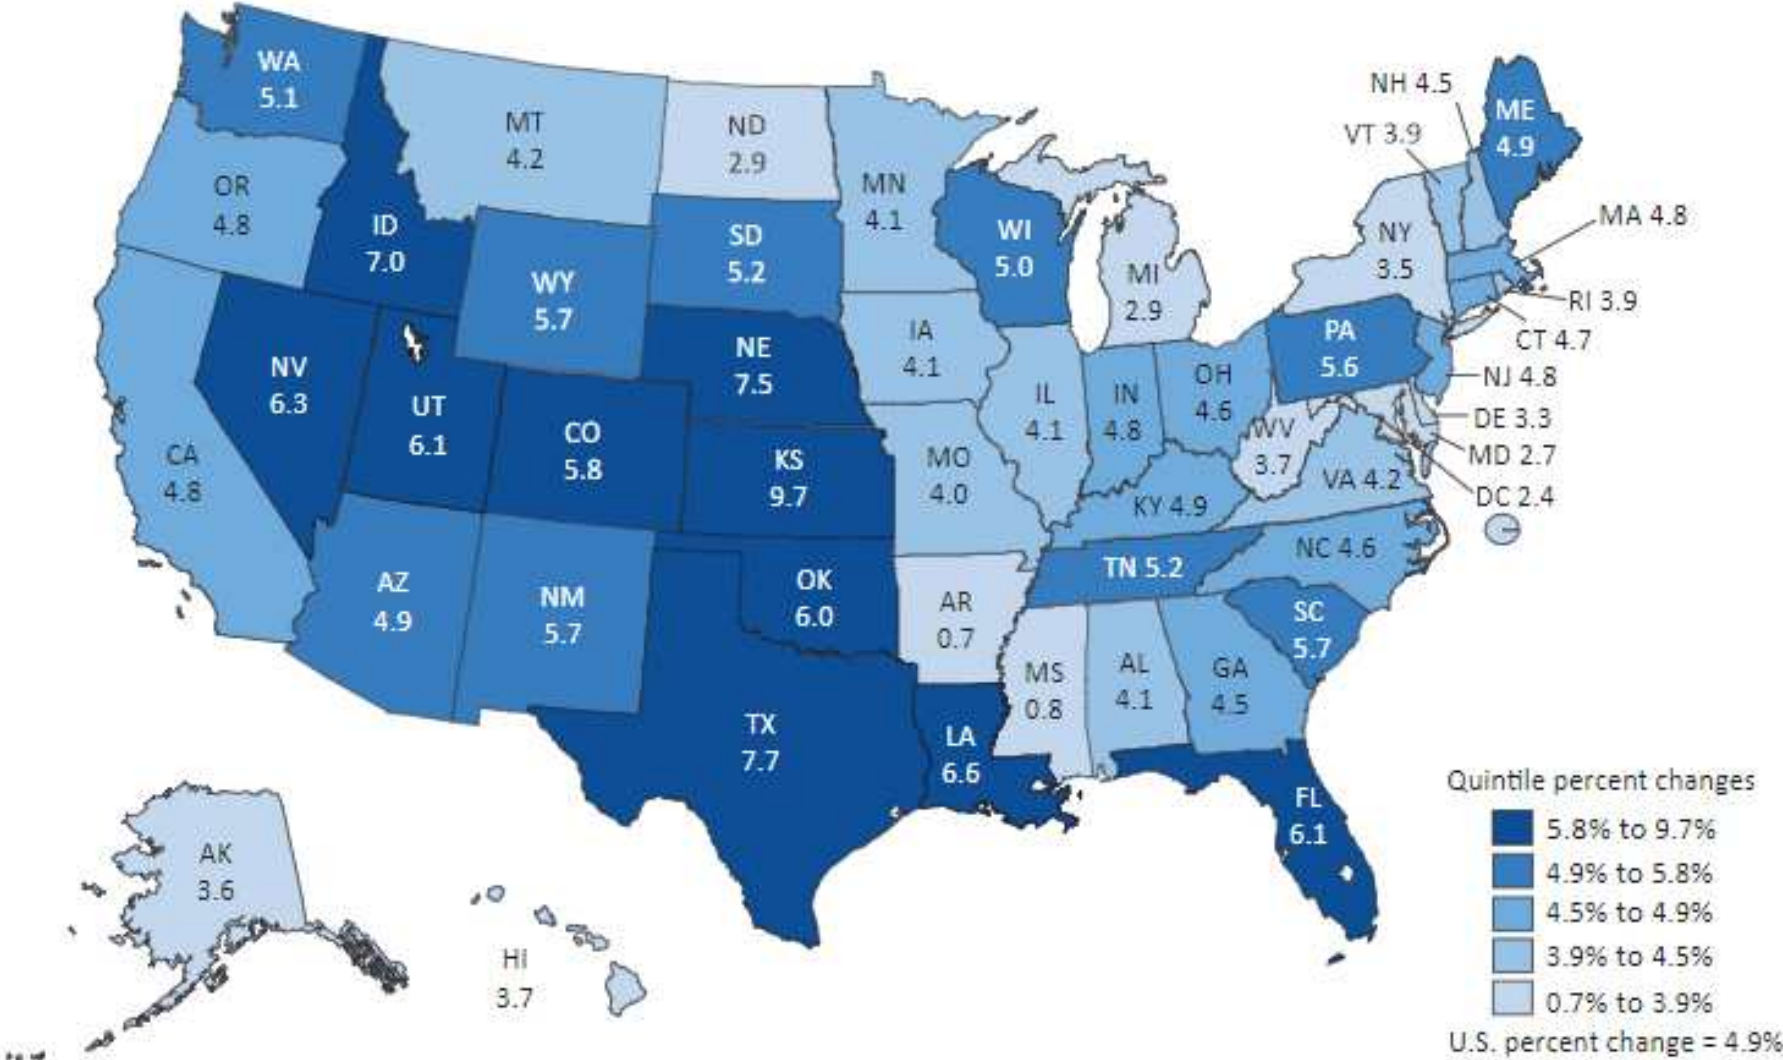 WA
5.1
MT
4.2
ND
2.9
MN
4.1
OR
4.8
ID
7.0
WY
5.7
SD
5.2
WI
5.0
MI
2.9
NH 4.5
VT 3.9
ME
4.9
NY
3.5
MA 4.8
RI 3.9
CT 4.7
NJ 4.8
DE 3.3
MD 2.7
DC 2.4
PA
5.6
NV
6.3
UT
6.1
CO
5.8
NE
7.5
KS
9.7
IA
4.1
MO
4.0
IL
4.1
IN
4.8
OH
4.6
WV
3.7
VA 4.2
KY 4.9
CA
4.8
AZ
4.9
NM
5.7
OK
6.0
AR
0.7
TN 5.2
NC 4.6
SC
5.7
MS
0.8
AL
4.1
GA
4.5
TX
7.7
LA
6.6
FL
6.1
AK
3.6
HI
3.7
Quintile percent changes
5.8% to 9.7%
4.9% to 5.8%
4.5% to 4.9%
3.9% to 4.5%
0.7% to 3.9%
U.S. percent change = 4.9%